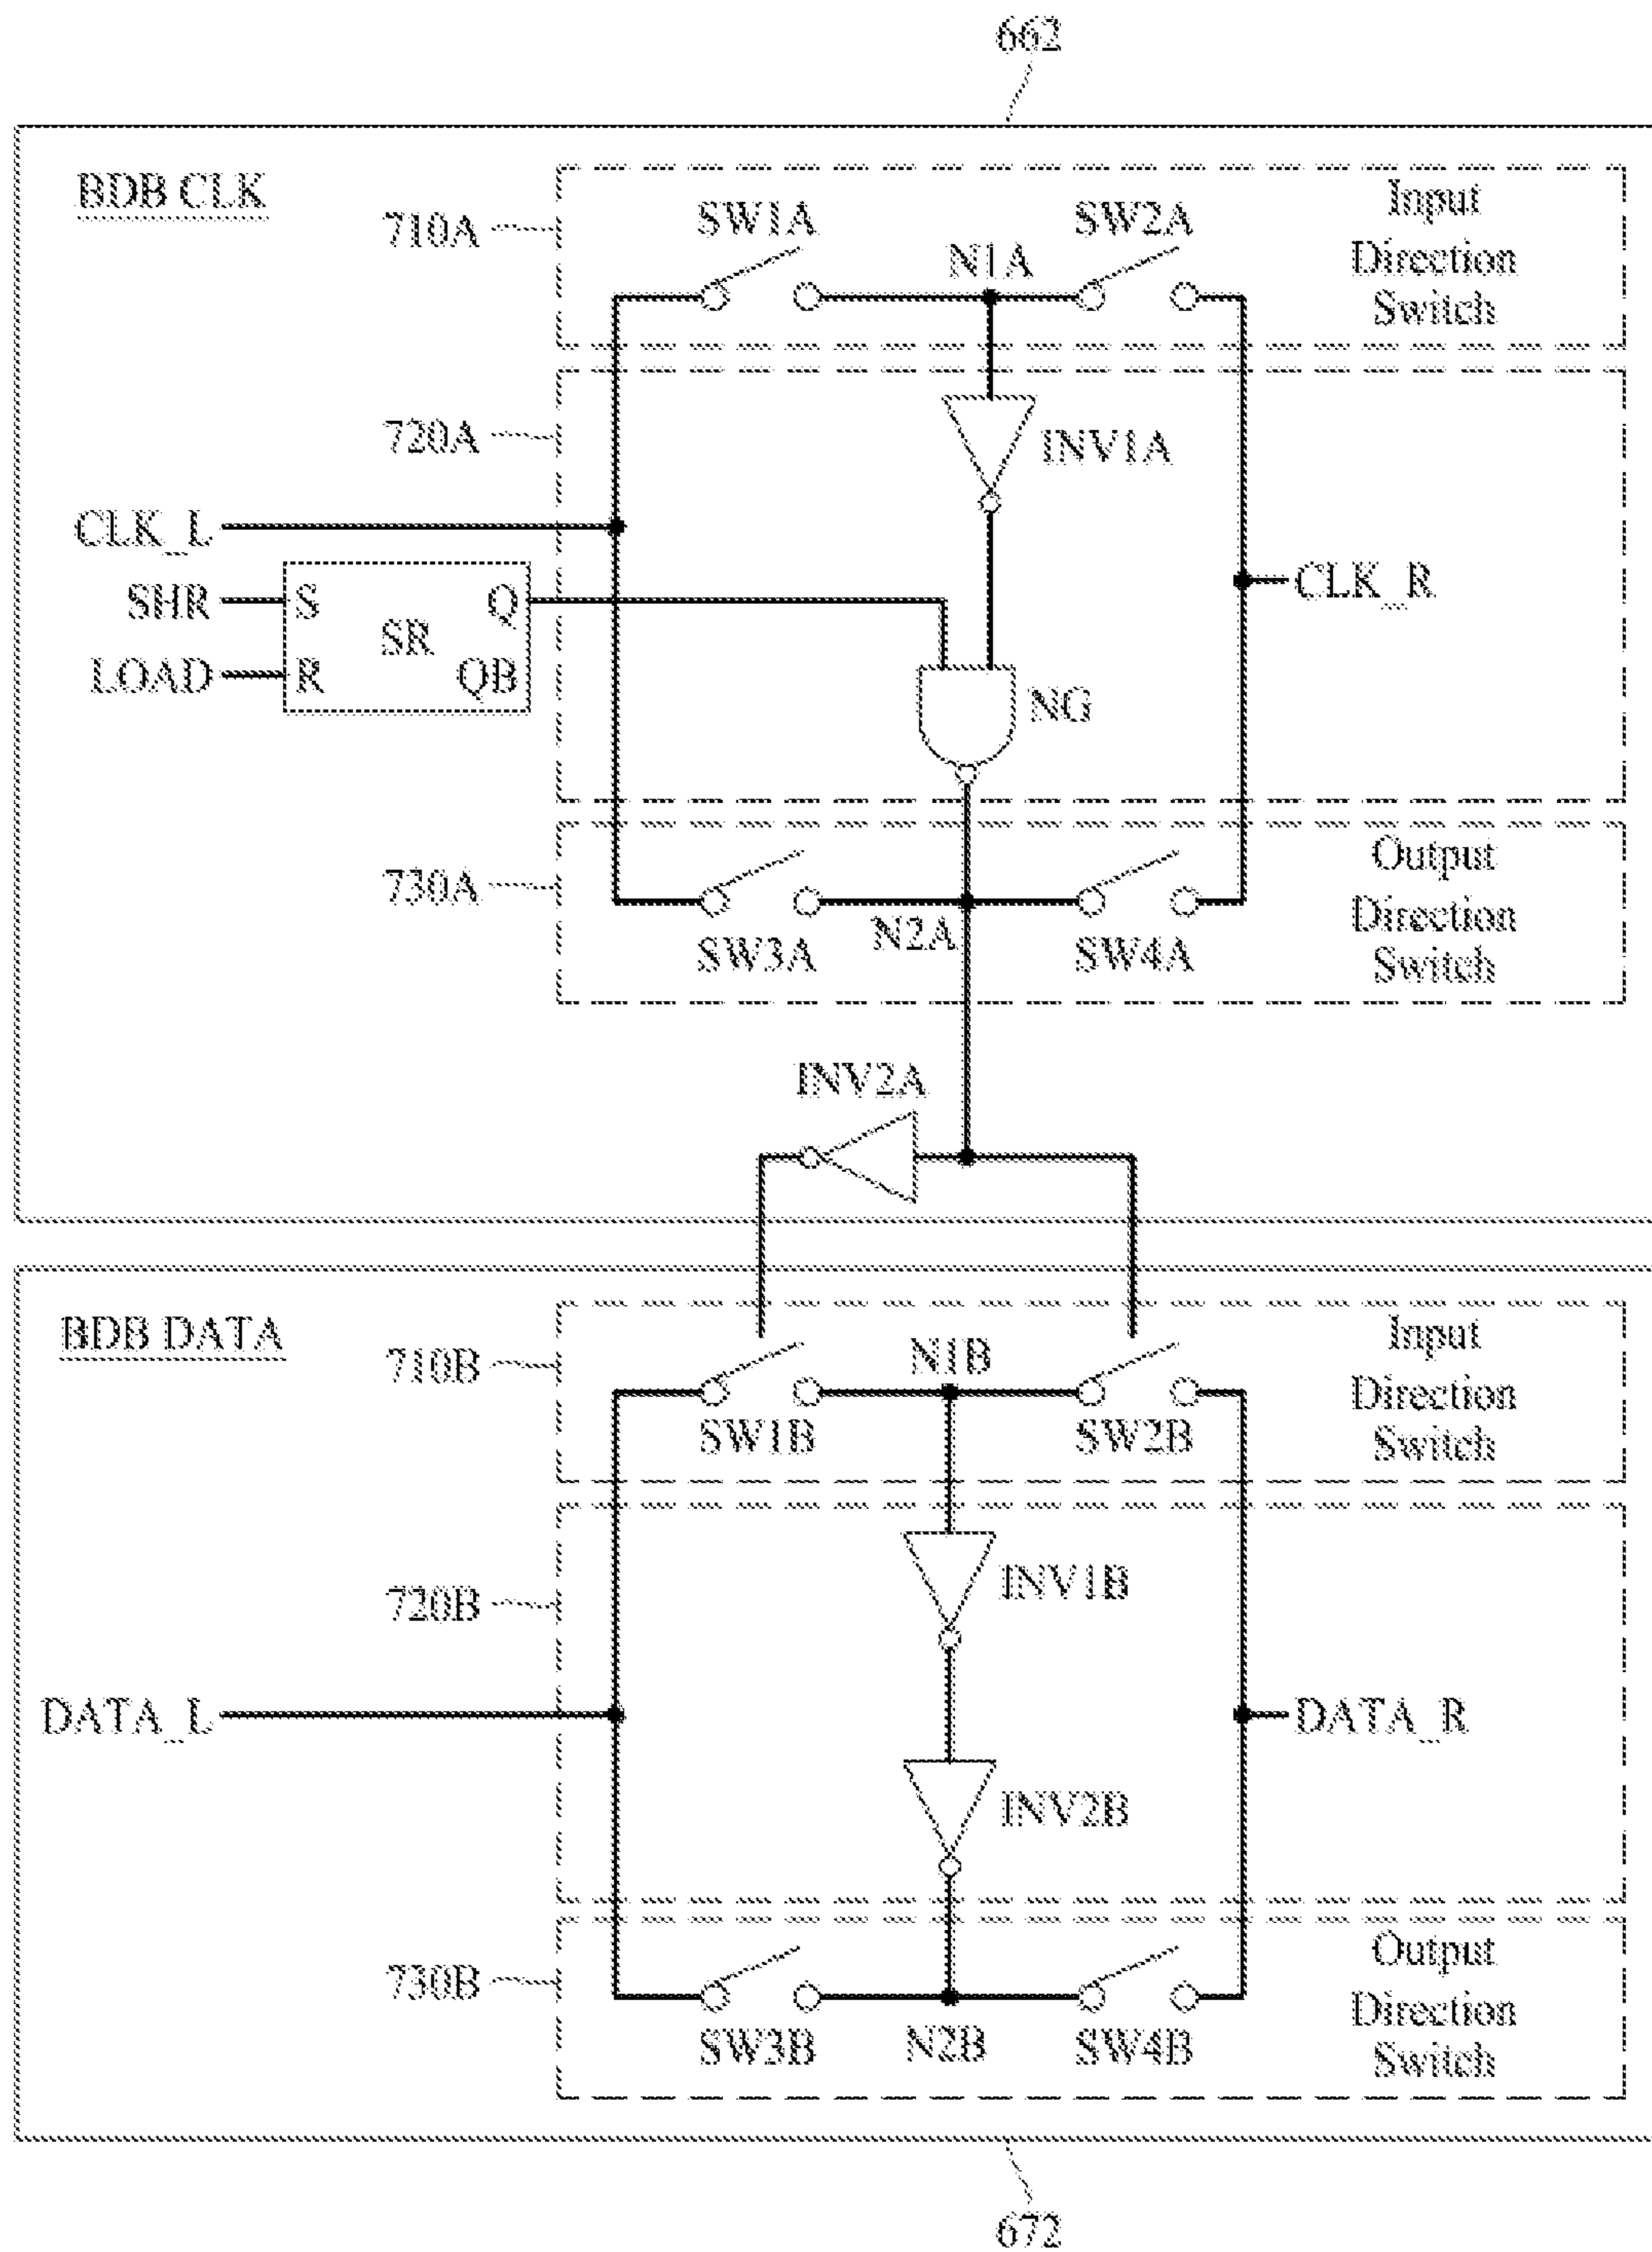 662
BDB CLK
710A
SW1A
N1A
SW2A
Input
Direction
Switch
720A
INV1A
CLK_L
SHR
LOAD
S
R
SR
Q
QB
CLK_R
NG
730A
SW3A
N2A
SW4A
Output
Direction
Switch
INV2A
BDB DATA
710B
N1B
SW1B
SW2B
Input
Direction
Switch
720B
INV1B
DATA_L
DATA_R
INV2B
730B
SW3B
N2B
SW4B
Output
Direction
Switch
672